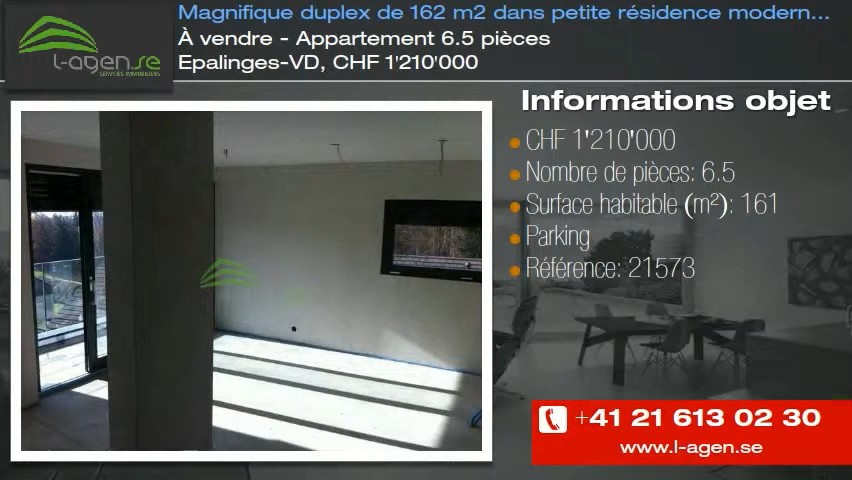 l-agen.se
SERVICES IMMOBILIERS
Magnifique duplex de 162 m2 dans petite résidence modern...
À vendre - Appartement 6.5 pièces
Epalinges-VD, CHF 1'210'000
Informations objet
CHF 1'210'000
Nombre de pièces: 6.5
Surface habitable (m²): 161
Parking
Référence: 21573
+41 21 613 02 30
www.l-agen.se